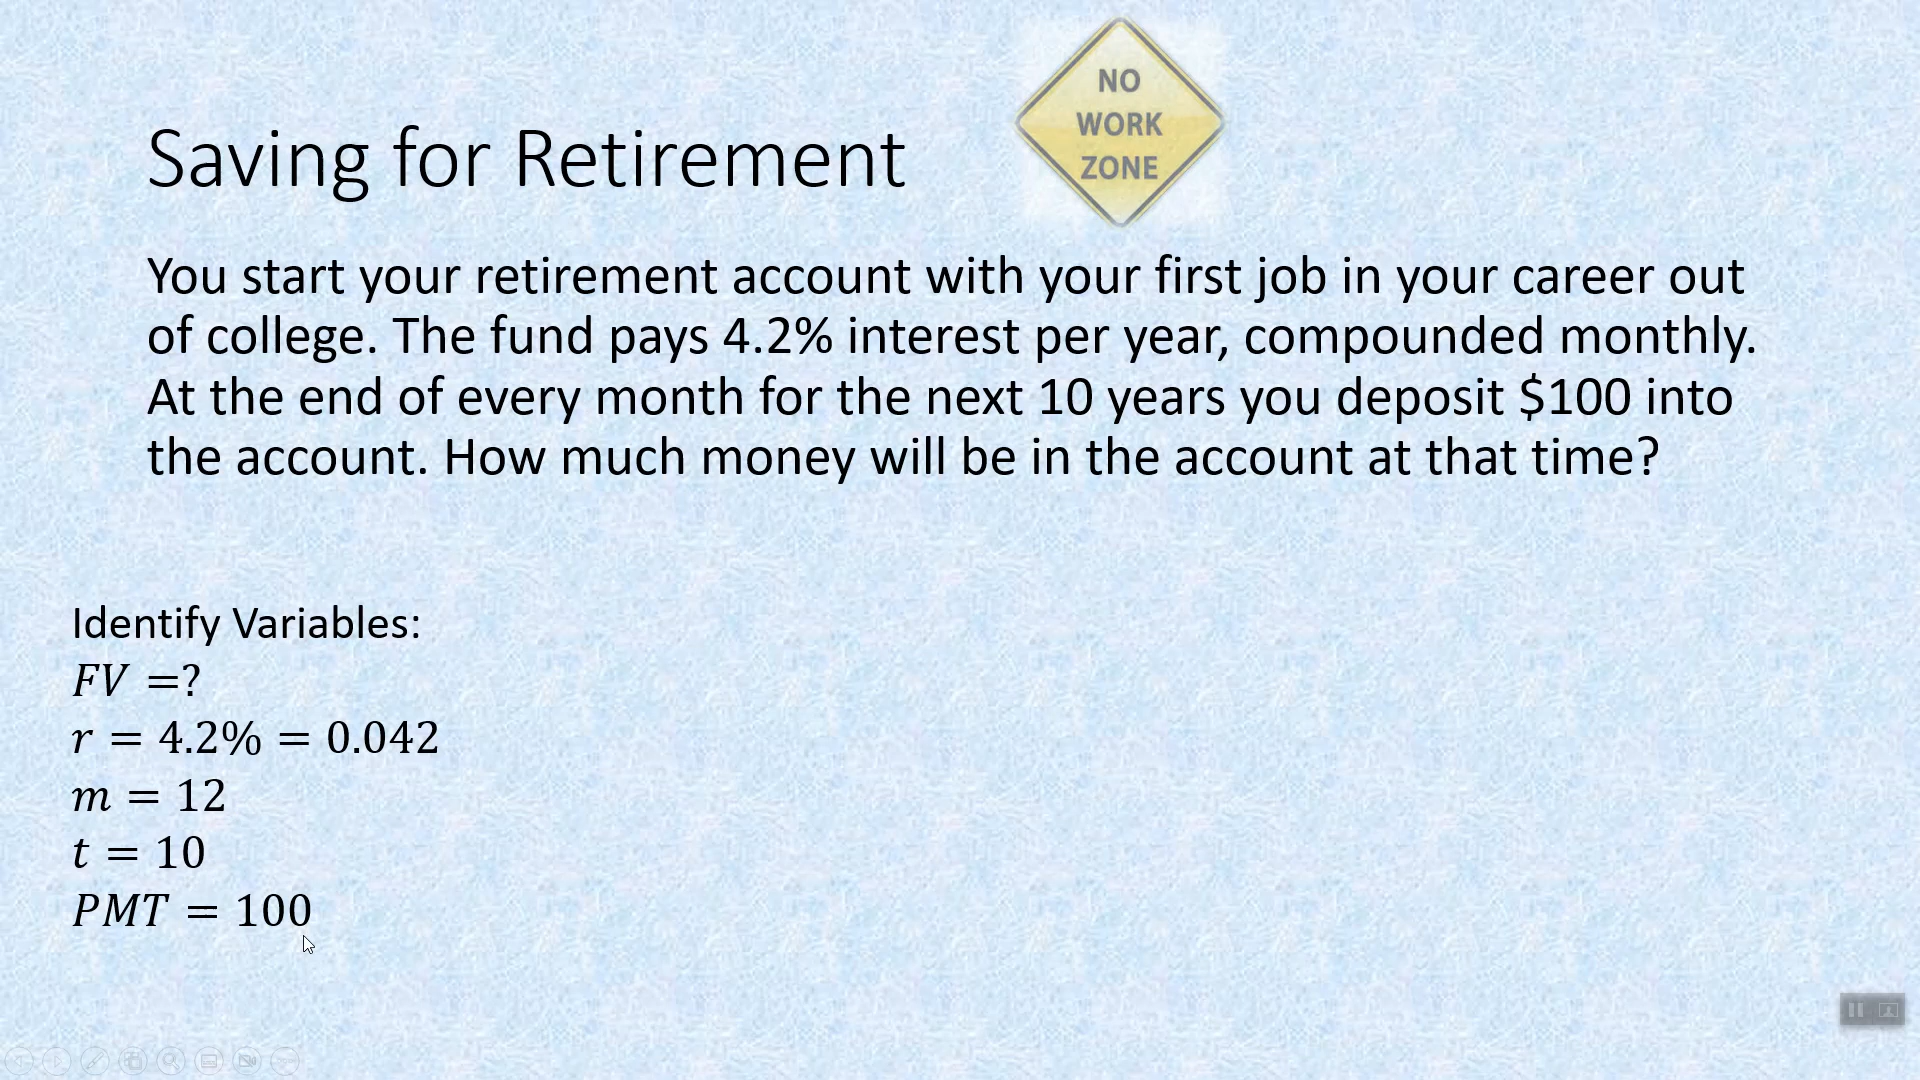 NO
WORK
ZONE
Saving for Retirement
You start your retirement account with your first job in your career out
of college. The fund pays 4.2% interest per year, compounded monthly.
At the end of every month for the next 10 years you deposit $100 into
the account. How much money will be in the account at that time?
Identify Variables:
FV =?
r = 4.2% = 0.042
m = 12
t = 10
PMT = 100